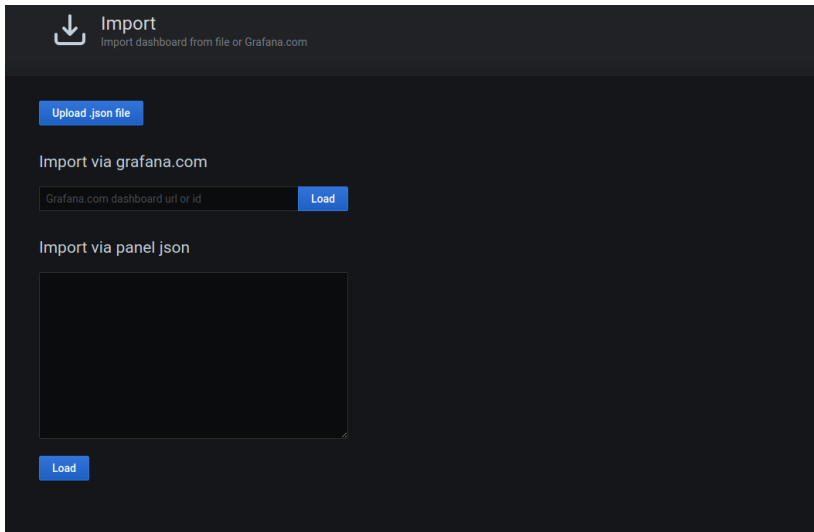 Import
Import dashboard from file or Grafana.com
Upload .json file
Import via grafana.com
Grafana.com dashboard url or id
Load
Import via panel json
Load